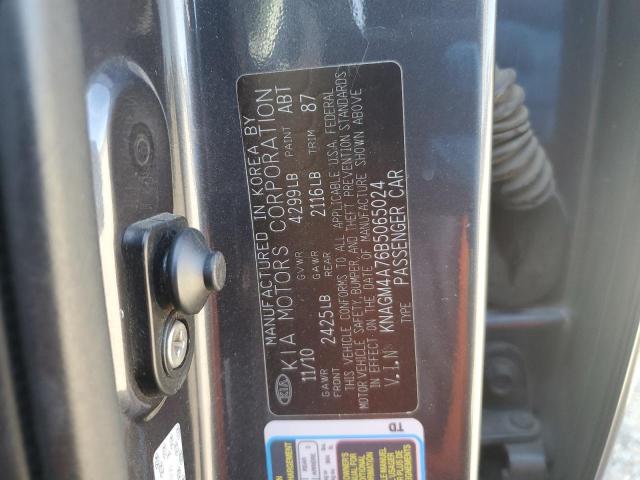 KIA
MANUFACTURED IN KOREA BY
KIA MOTORS CORPORATION
11/10 4299LB PAINT ABT
GVWR
2425LB 2116LB TRIM 87
GAWR FRONT GAWR REAR
THIS VEHICLE CONFORMS TO ALL APPLICABLE U.S.A. FEDERAL
MOTOR VEHICLE SAFETY, BUMPER, AND THEFT PREVENTION STANDARDS
IN EFFECT ON THE DATE OF MANUFACTURE SHOWN ABOVE
V.I.N KNAGM4A76B5065024
TYPE PASSENGER CAR
TD